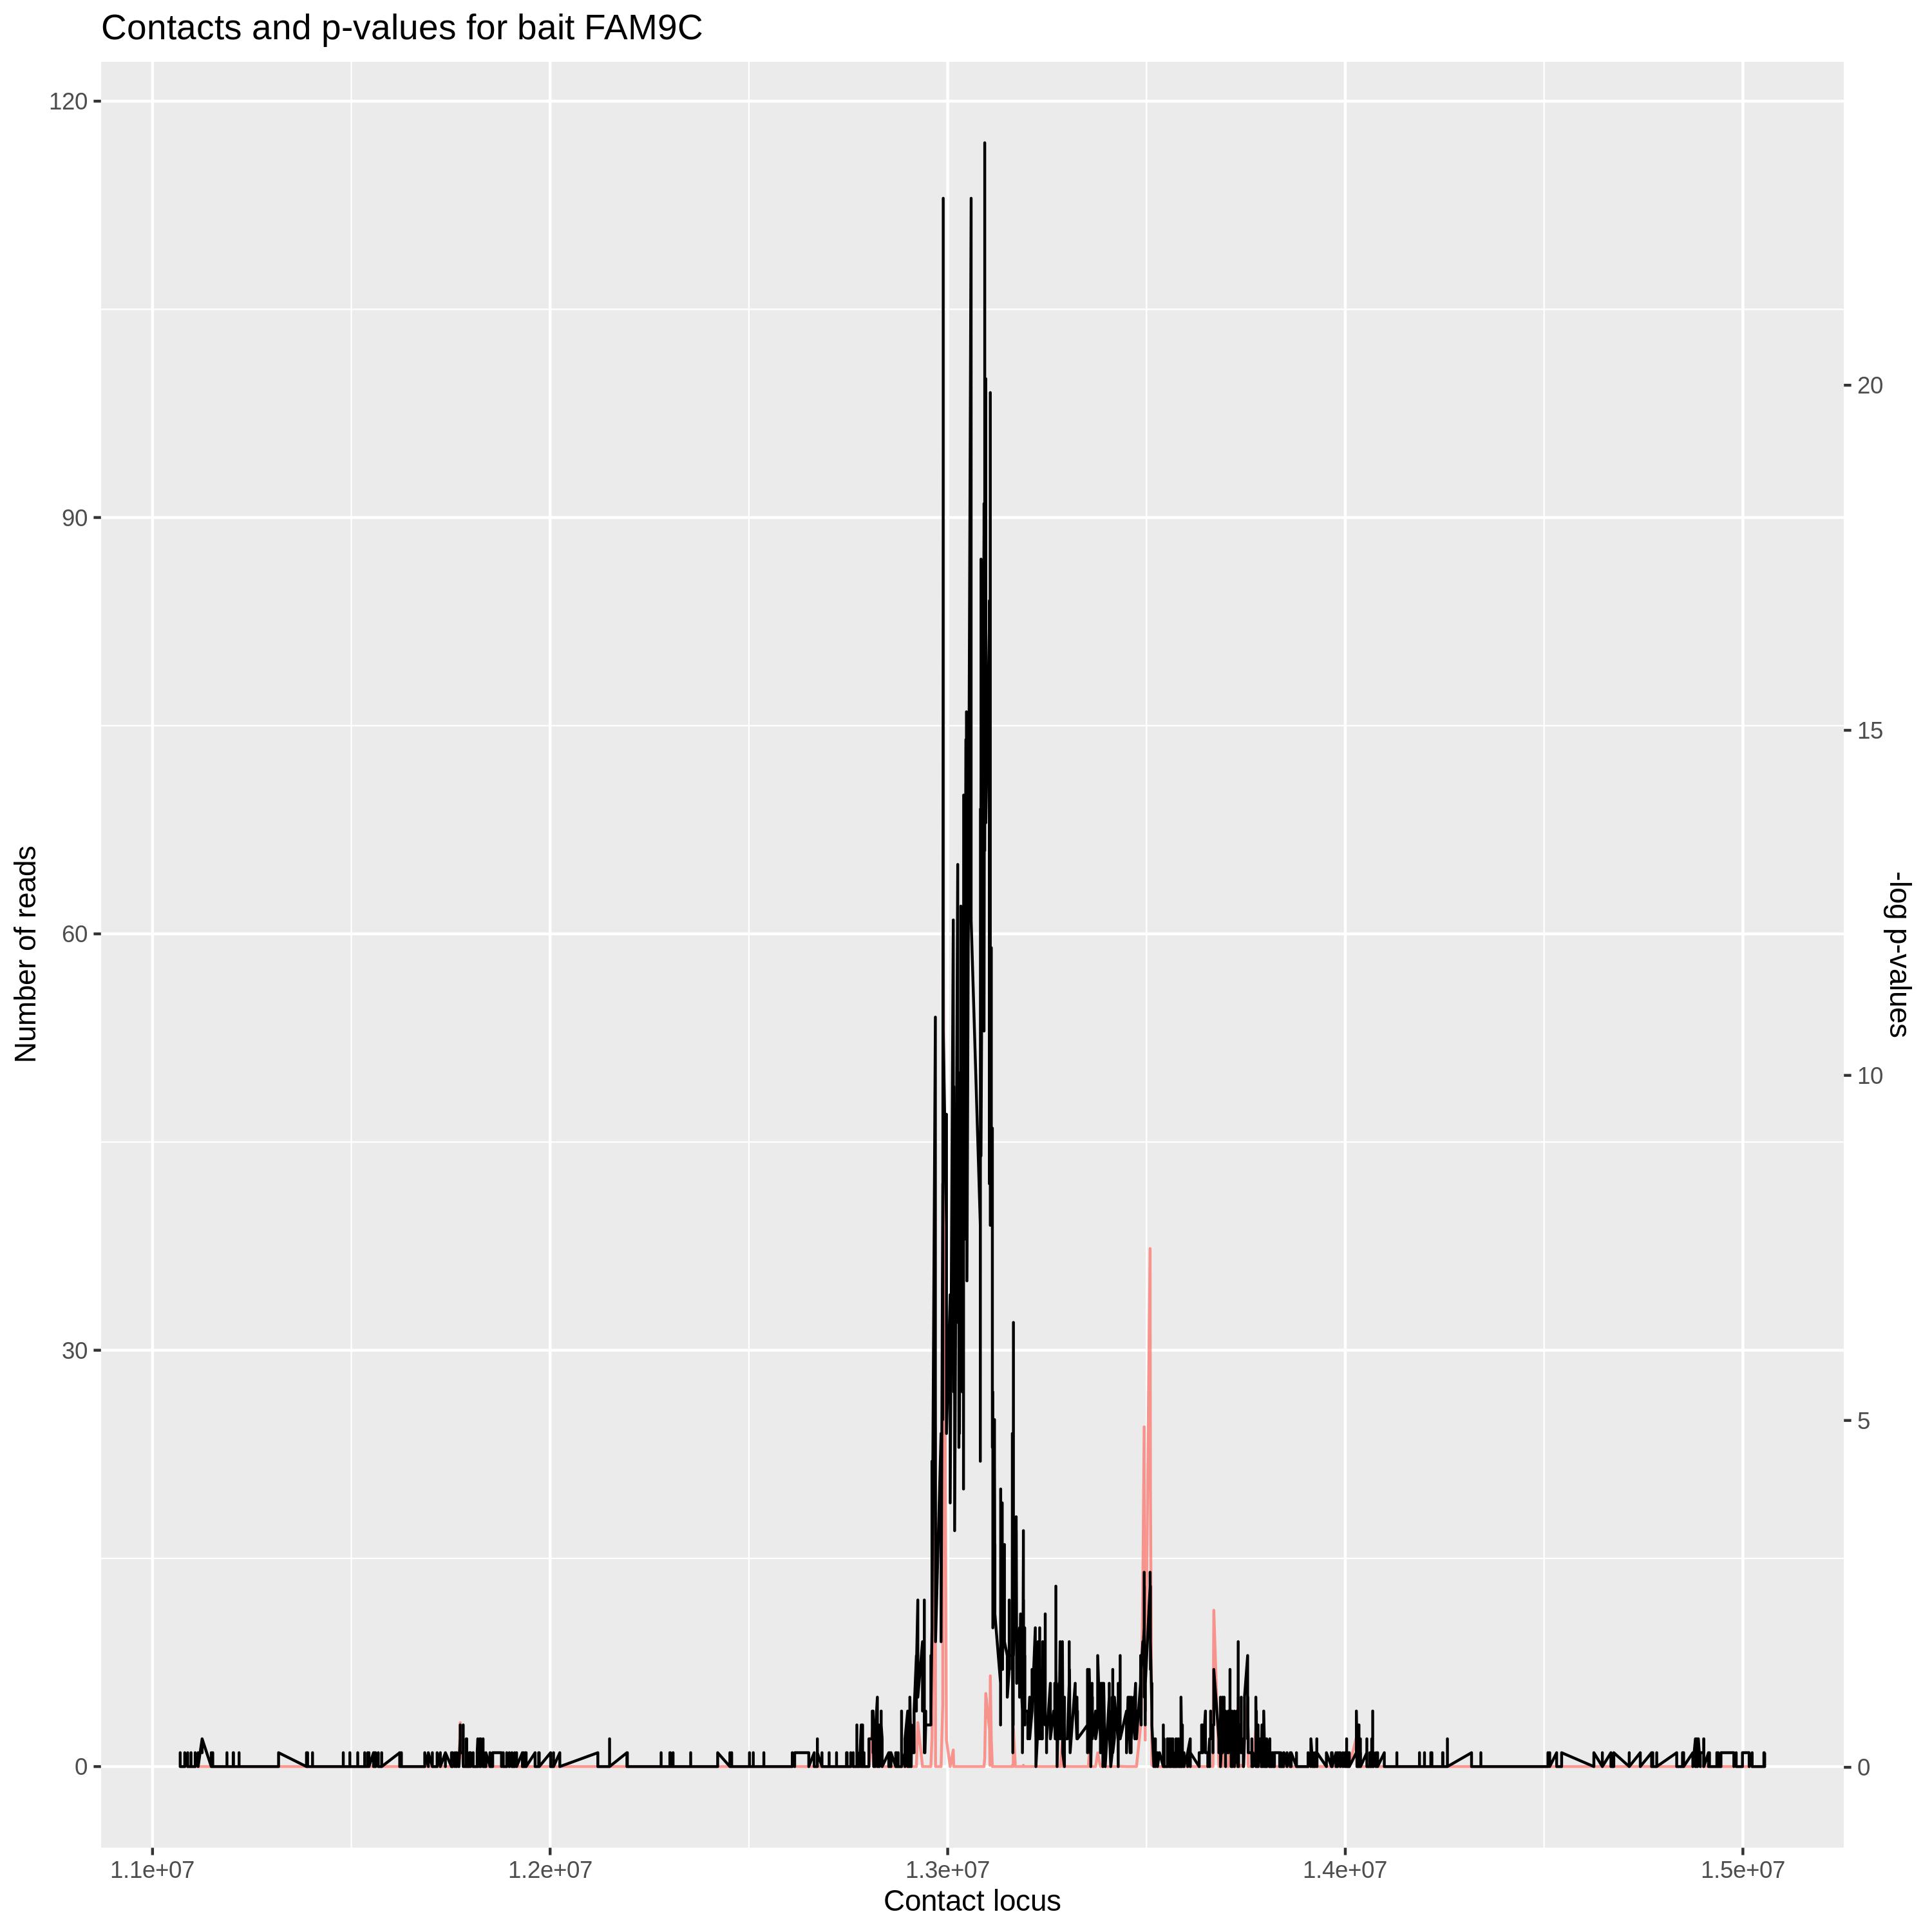 Contacts and p-values for bait FAM9C
120
90
60
30
0
Number of reads
20
15
10
5
0
-log p-values
1.1e+07
1.2e+07
1.3e+07
1.4e+07
1.5e+07
Contact locus